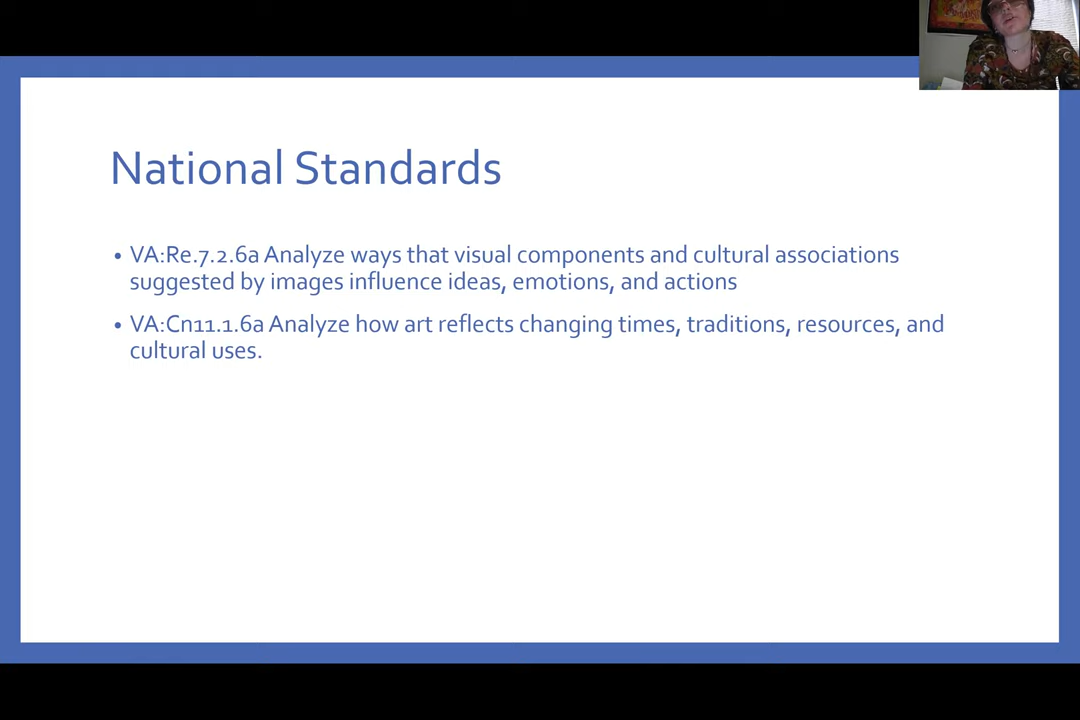 National Standards
• VA:Re.7.2.6a Analyze ways that visual components and cultural associations
suggested by images influence ideas, emotions, and actions
• VA:Cn11.1.6a Analyze how art reflects changing times, traditions, resources, and
cultural uses.